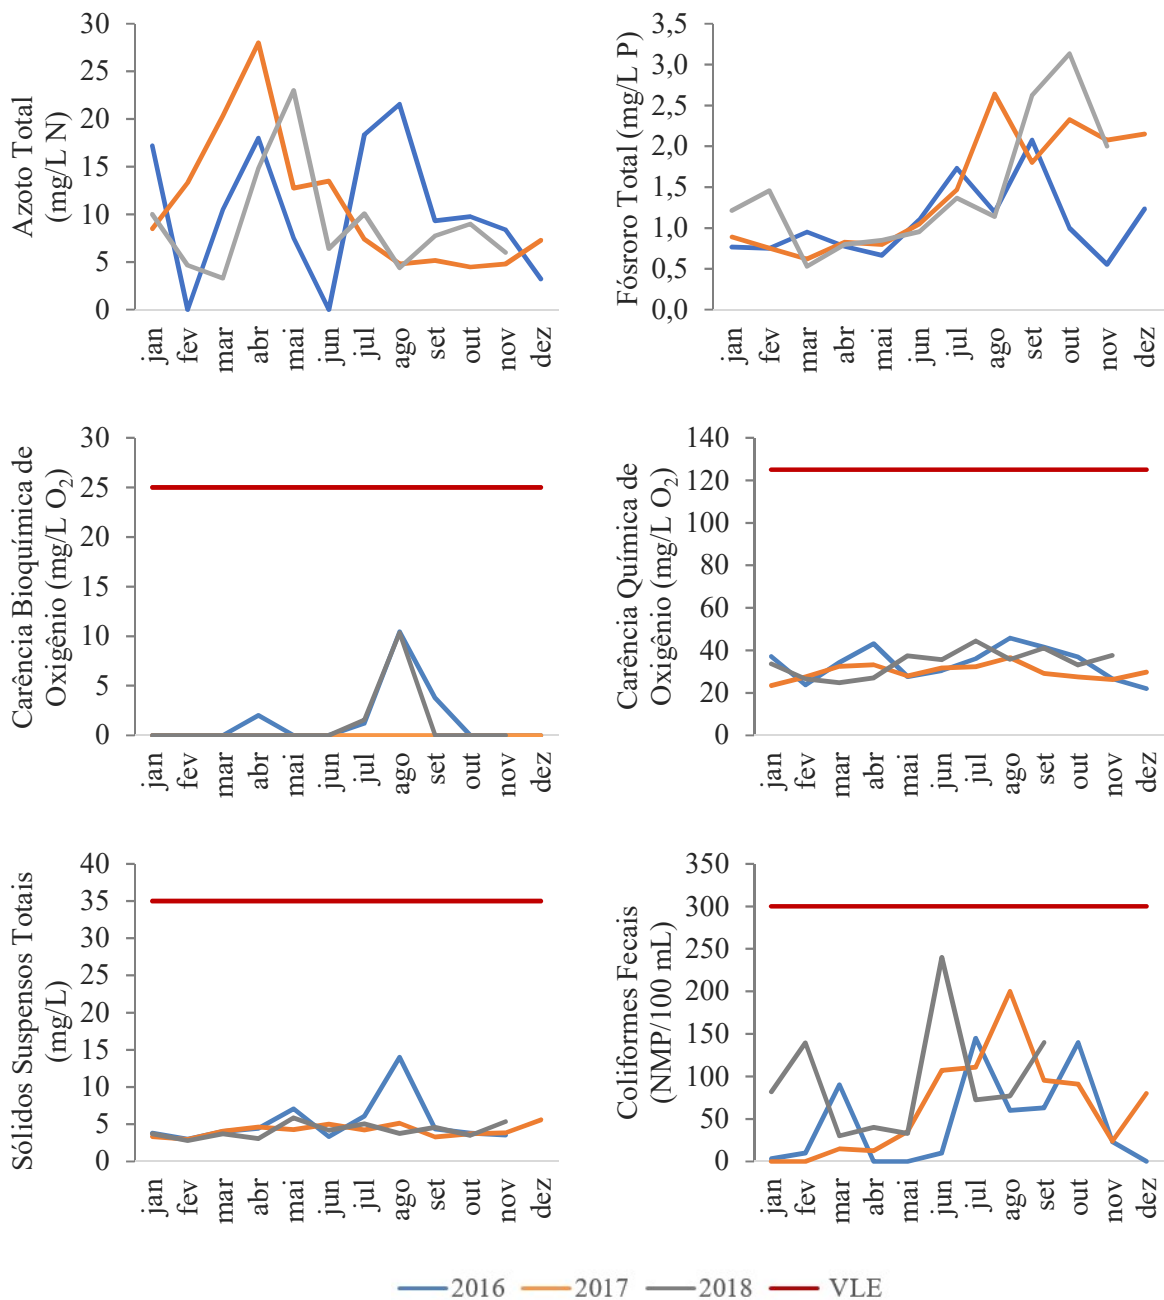 Azoto Total
(mg/L N)
30
25
20
15
10
5
0
jan
fev
mar
abr
mai
jun
jul
ago
set
out
nov
dez
Fósforo Total (mg/L P)
3,5
3,0
2,5
2,0
1,5
1,0
0,5
0,0
jan
fev
mar
abr
mai
jun
jul
ago
set
out
nov
dez
Carência Bioquímica de
Oxigênio (mg/L O₂)
30
25
20
15
10
5
0
jan
fev
mar
abr
mai
jun
jul
ago
set
out
nov
dez
Carência Química de
Oxigênio (mg/L O₂)
140
120
100
80
60
40
20
0
jan
fev
mar
abr
mai
jun
jul
ago
set
out
nov
dez
Sólidos Suspensos Totais
(mg/L)
40
35
30
25
20
15
10
5
0
jan
fev
mar
abr
mai
jun
jul
ago
set
out
nov
dez
Coliformes Fecais
(NMP/100 mL)
350
300
250
200
150
100
50
0
jan
fev
mar
abr
mai
jun
jul
ago
set
out
nov
dez
2016 2017 2018 VLE